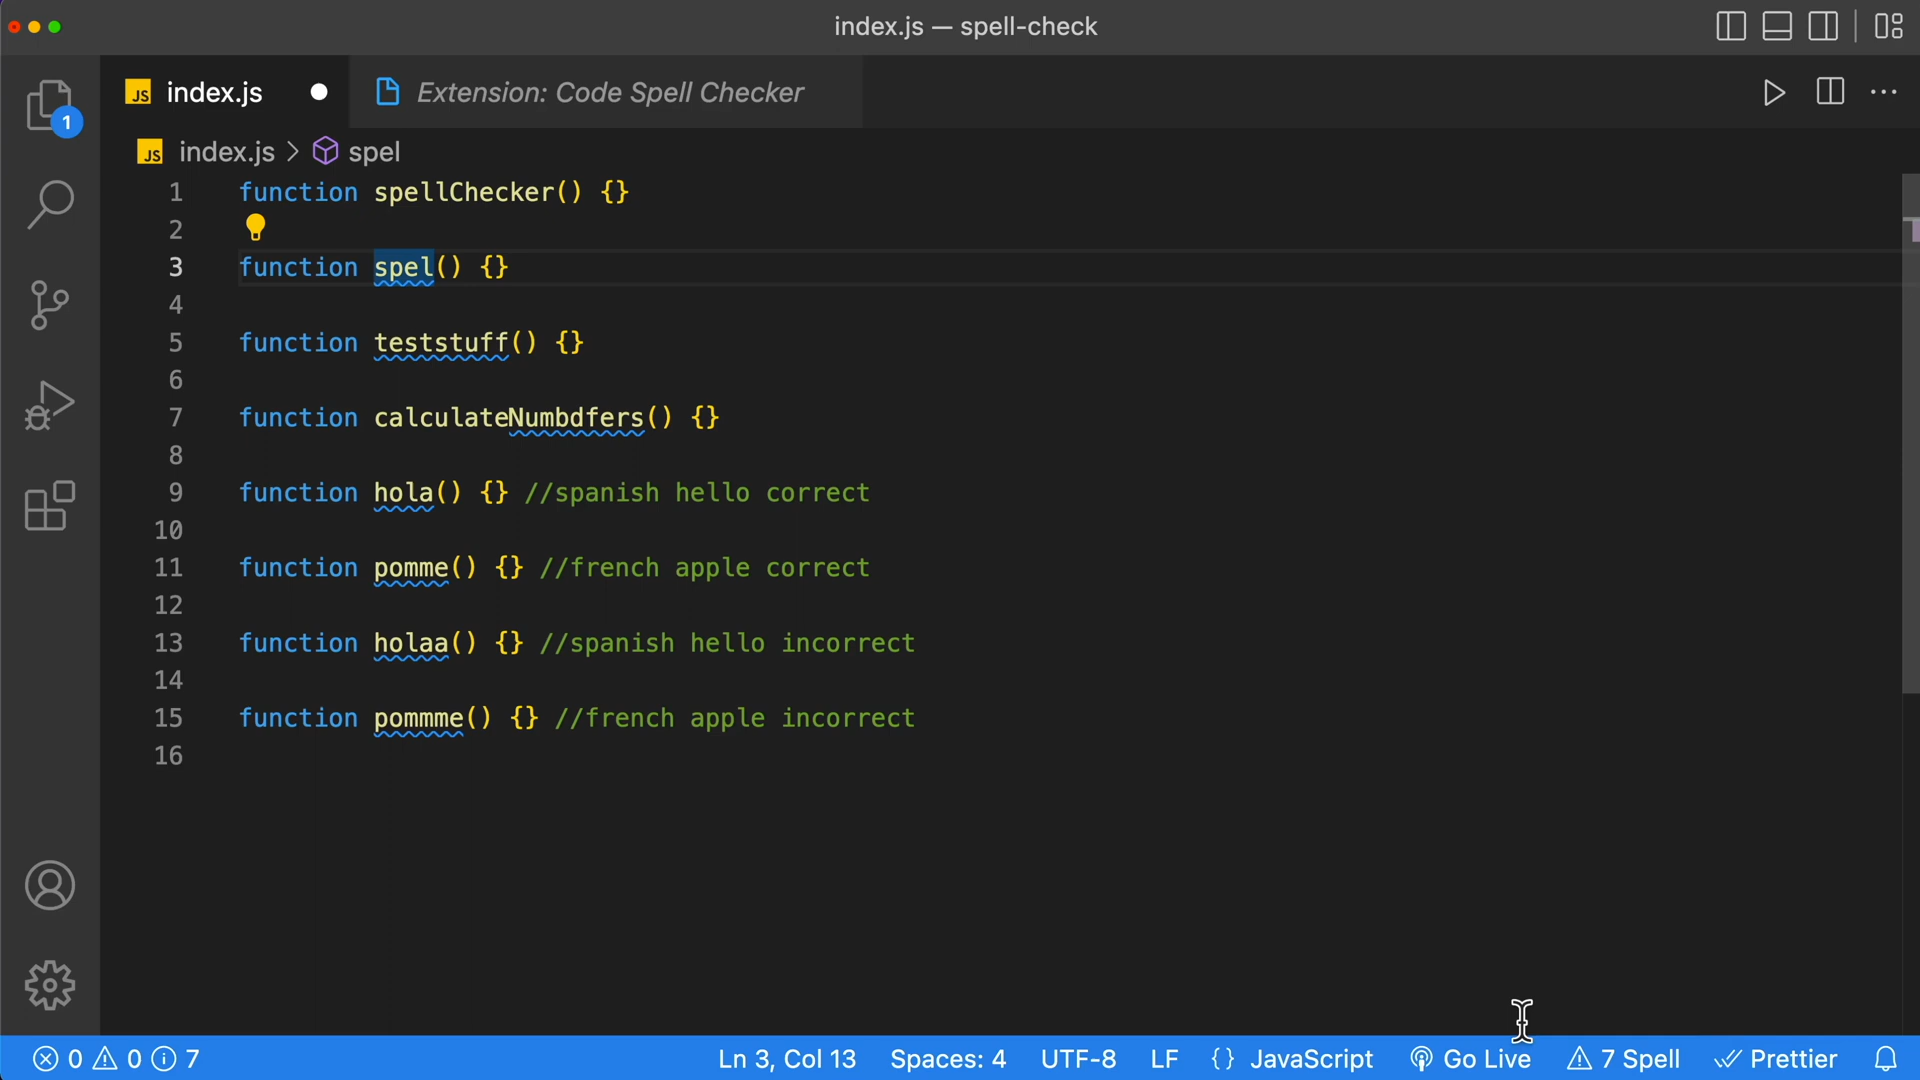 index.js — spell-check
JS index.js
Extension: Code Spell Checker
1
JS index.js > spel
1 function spellChecker() {}
2
3 function spel() {}
4
5 function teststuff() {}
6
7 function calculateNumbdfers() {}
8
9 function hola() {} //spanish hello correct
10
11 function pomme() {} //french apple correct
12
13 function holaa() {} //spanish hello incorrect
14
15 function pommme() {} //french apple incorrect
16
0 0 7 Ln 3, Col 13 Spaces: 4 UTF-8 LF {} JavaScript Go Live 7 Spell Prettier